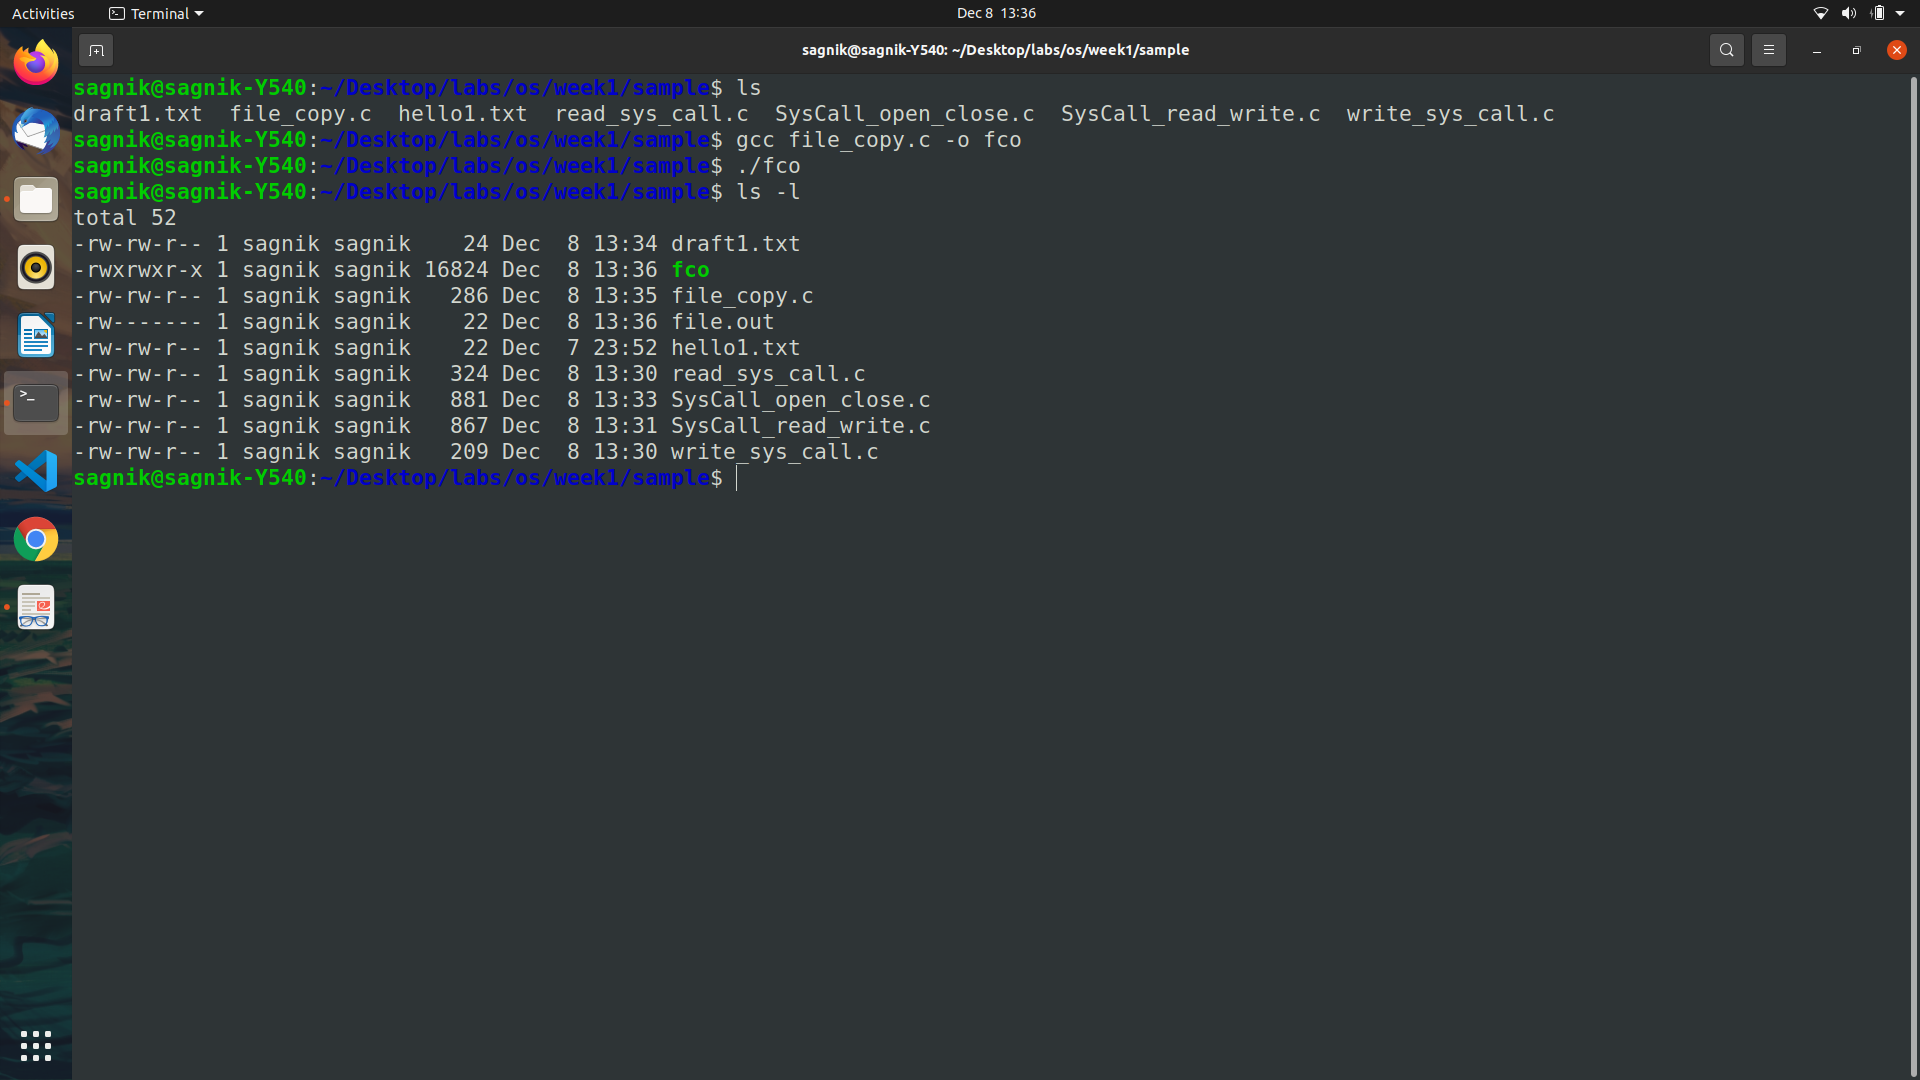 Activities Terminal Dec 8 13:36
sagnik@sagnik-Y540: ~/Desktop/labs/os/week1/sample
sagnik@sagnik-Y540:~/Desktop/labs/os/week1/sample$ ls
draft1.txt  file_copy.c  hello1.txt  read_sys_call.c  SysCall_open_close.c  SysCall_read_write.c  write_sys_call.c
sagnik@sagnik-Y540:~/Desktop/labs/os/week1/sample$ gcc file_copy.c -o fco
sagnik@sagnik-Y540:~/Desktop/labs/os/week1/sample$ ./fco
sagnik@sagnik-Y540:~/Desktop/labs/os/week1/sample$ ls -l
total 52
-rw-rw-r-- 1 sagnik sagnik    24 Dec  8 13:34 draft1.txt
-rwxrwxr-x 1 sagnik sagnik 16824 Dec  8 13:36 fco
-rw-rw-r-- 1 sagnik sagnik   286 Dec  8 13:35 file_copy.c
-rw------- 1 sagnik sagnik    22 Dec  8 13:36 file.out
-rw-rw-r-- 1 sagnik sagnik    22 Dec  7 23:52 hello1.txt
-rw-rw-r-- 1 sagnik sagnik   324 Dec  8 13:30 read_sys_call.c
-rw-rw-r-- 1 sagnik sagnik   881 Dec  8 13:33 SysCall_open_close.c
-rw-rw-r-- 1 sagnik sagnik   867 Dec  8 13:31 SysCall_read_write.c
-rw-rw-r-- 1 sagnik sagnik   209 Dec  8 13:30 write_sys_call.c
sagnik@sagnik-Y540:~/Desktop/labs/os/week1/sample$